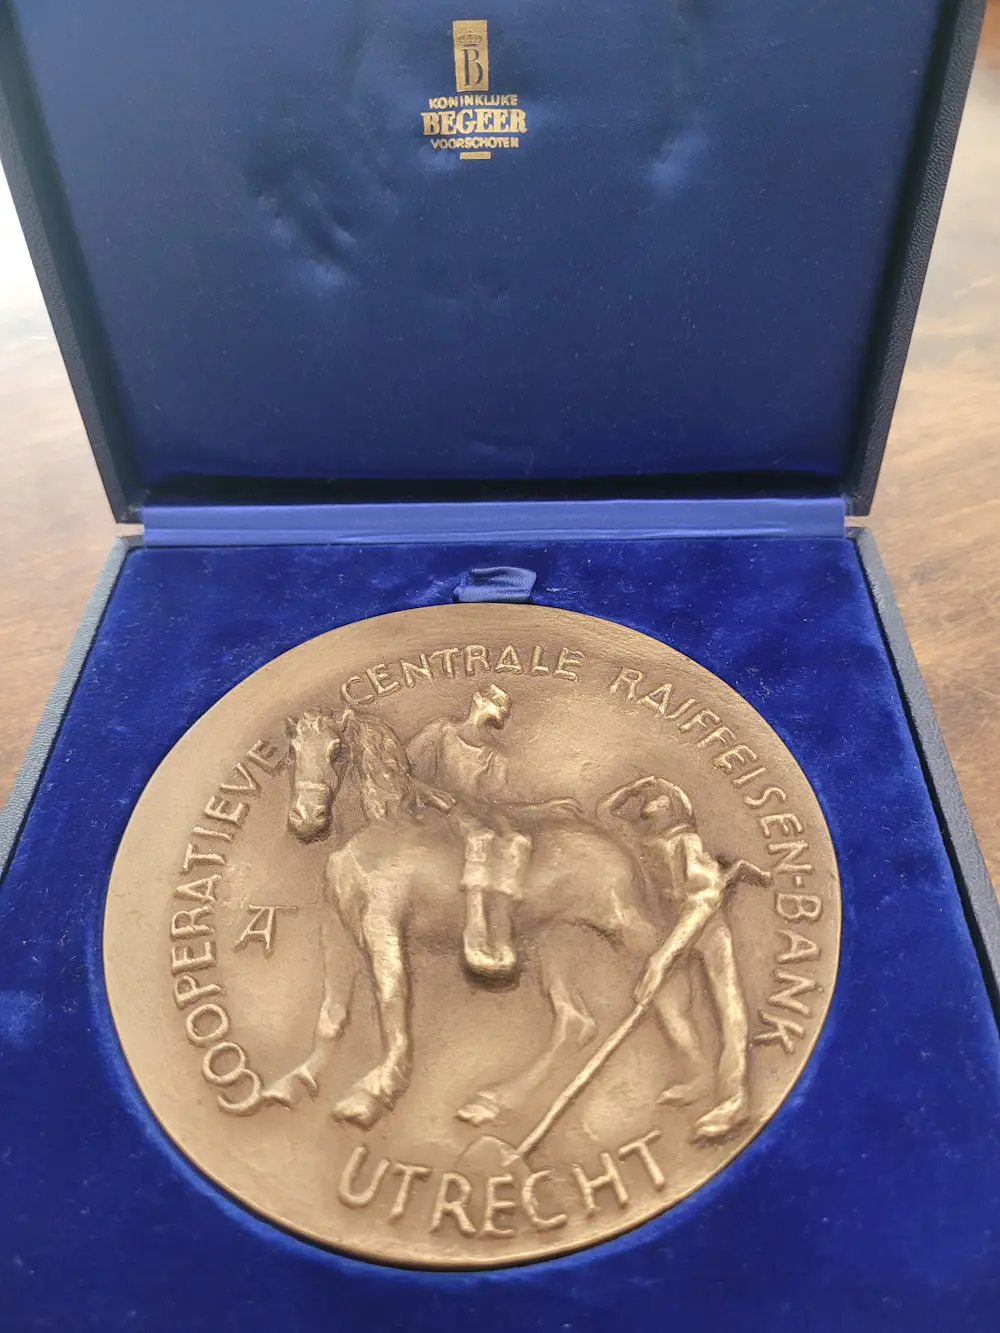 B
KONINKLIJKE
BEGEER
VOORSCHOTEN
COOPERATIEVE CENTRALE RAIFFEISEN-BANK
UTRECHT